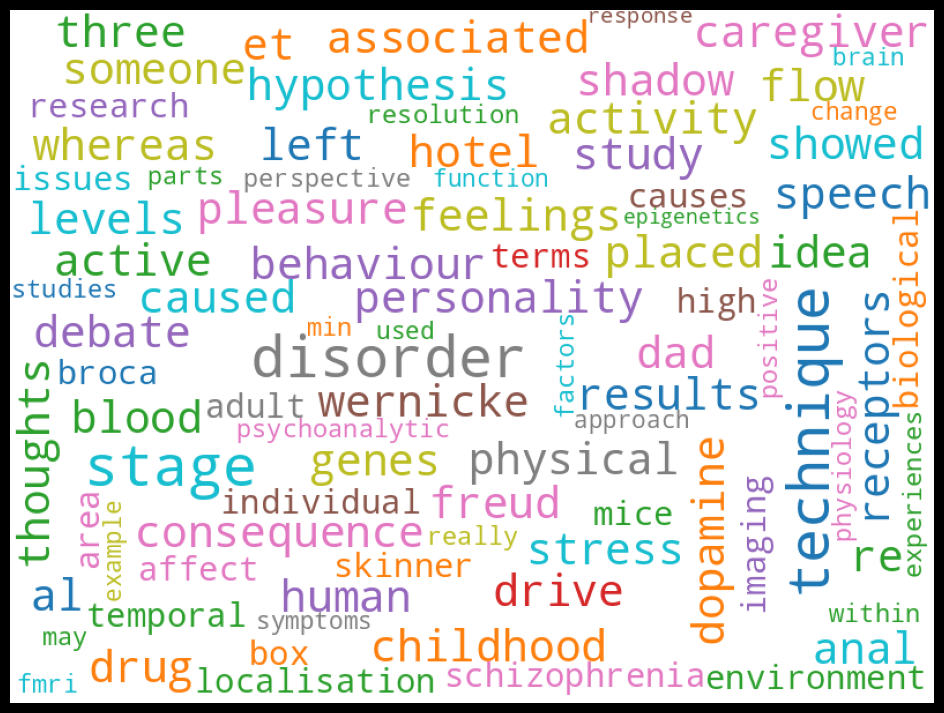 response
three
et
associated
caregiver
someone
hypothesis
shadow
brain
flow
research
resolution
activity
change
whereas
left
hotel
study
showed
issues
parts
perspective
function
causes
speech
levels
pleasure
feelings
epigenetics
active
behaviour
terms
placed
idea
biological
studies
caused
personality
high
positive
debate
min
used
factors
disorder
dad
technique
receptors
thoughts
broca
results
blood
adult
wernicke
approach
psychoanalytic
physiology
stage
genes
physical
dopamine
imaging
experiences
area
example
individual
freud
mice
consequence
really
stress
re
affect
skinner
drive
al
human
temporal
symptoms
within
may
childhood
anal
drug
box
fmri
localisation
schizophrenia
environment